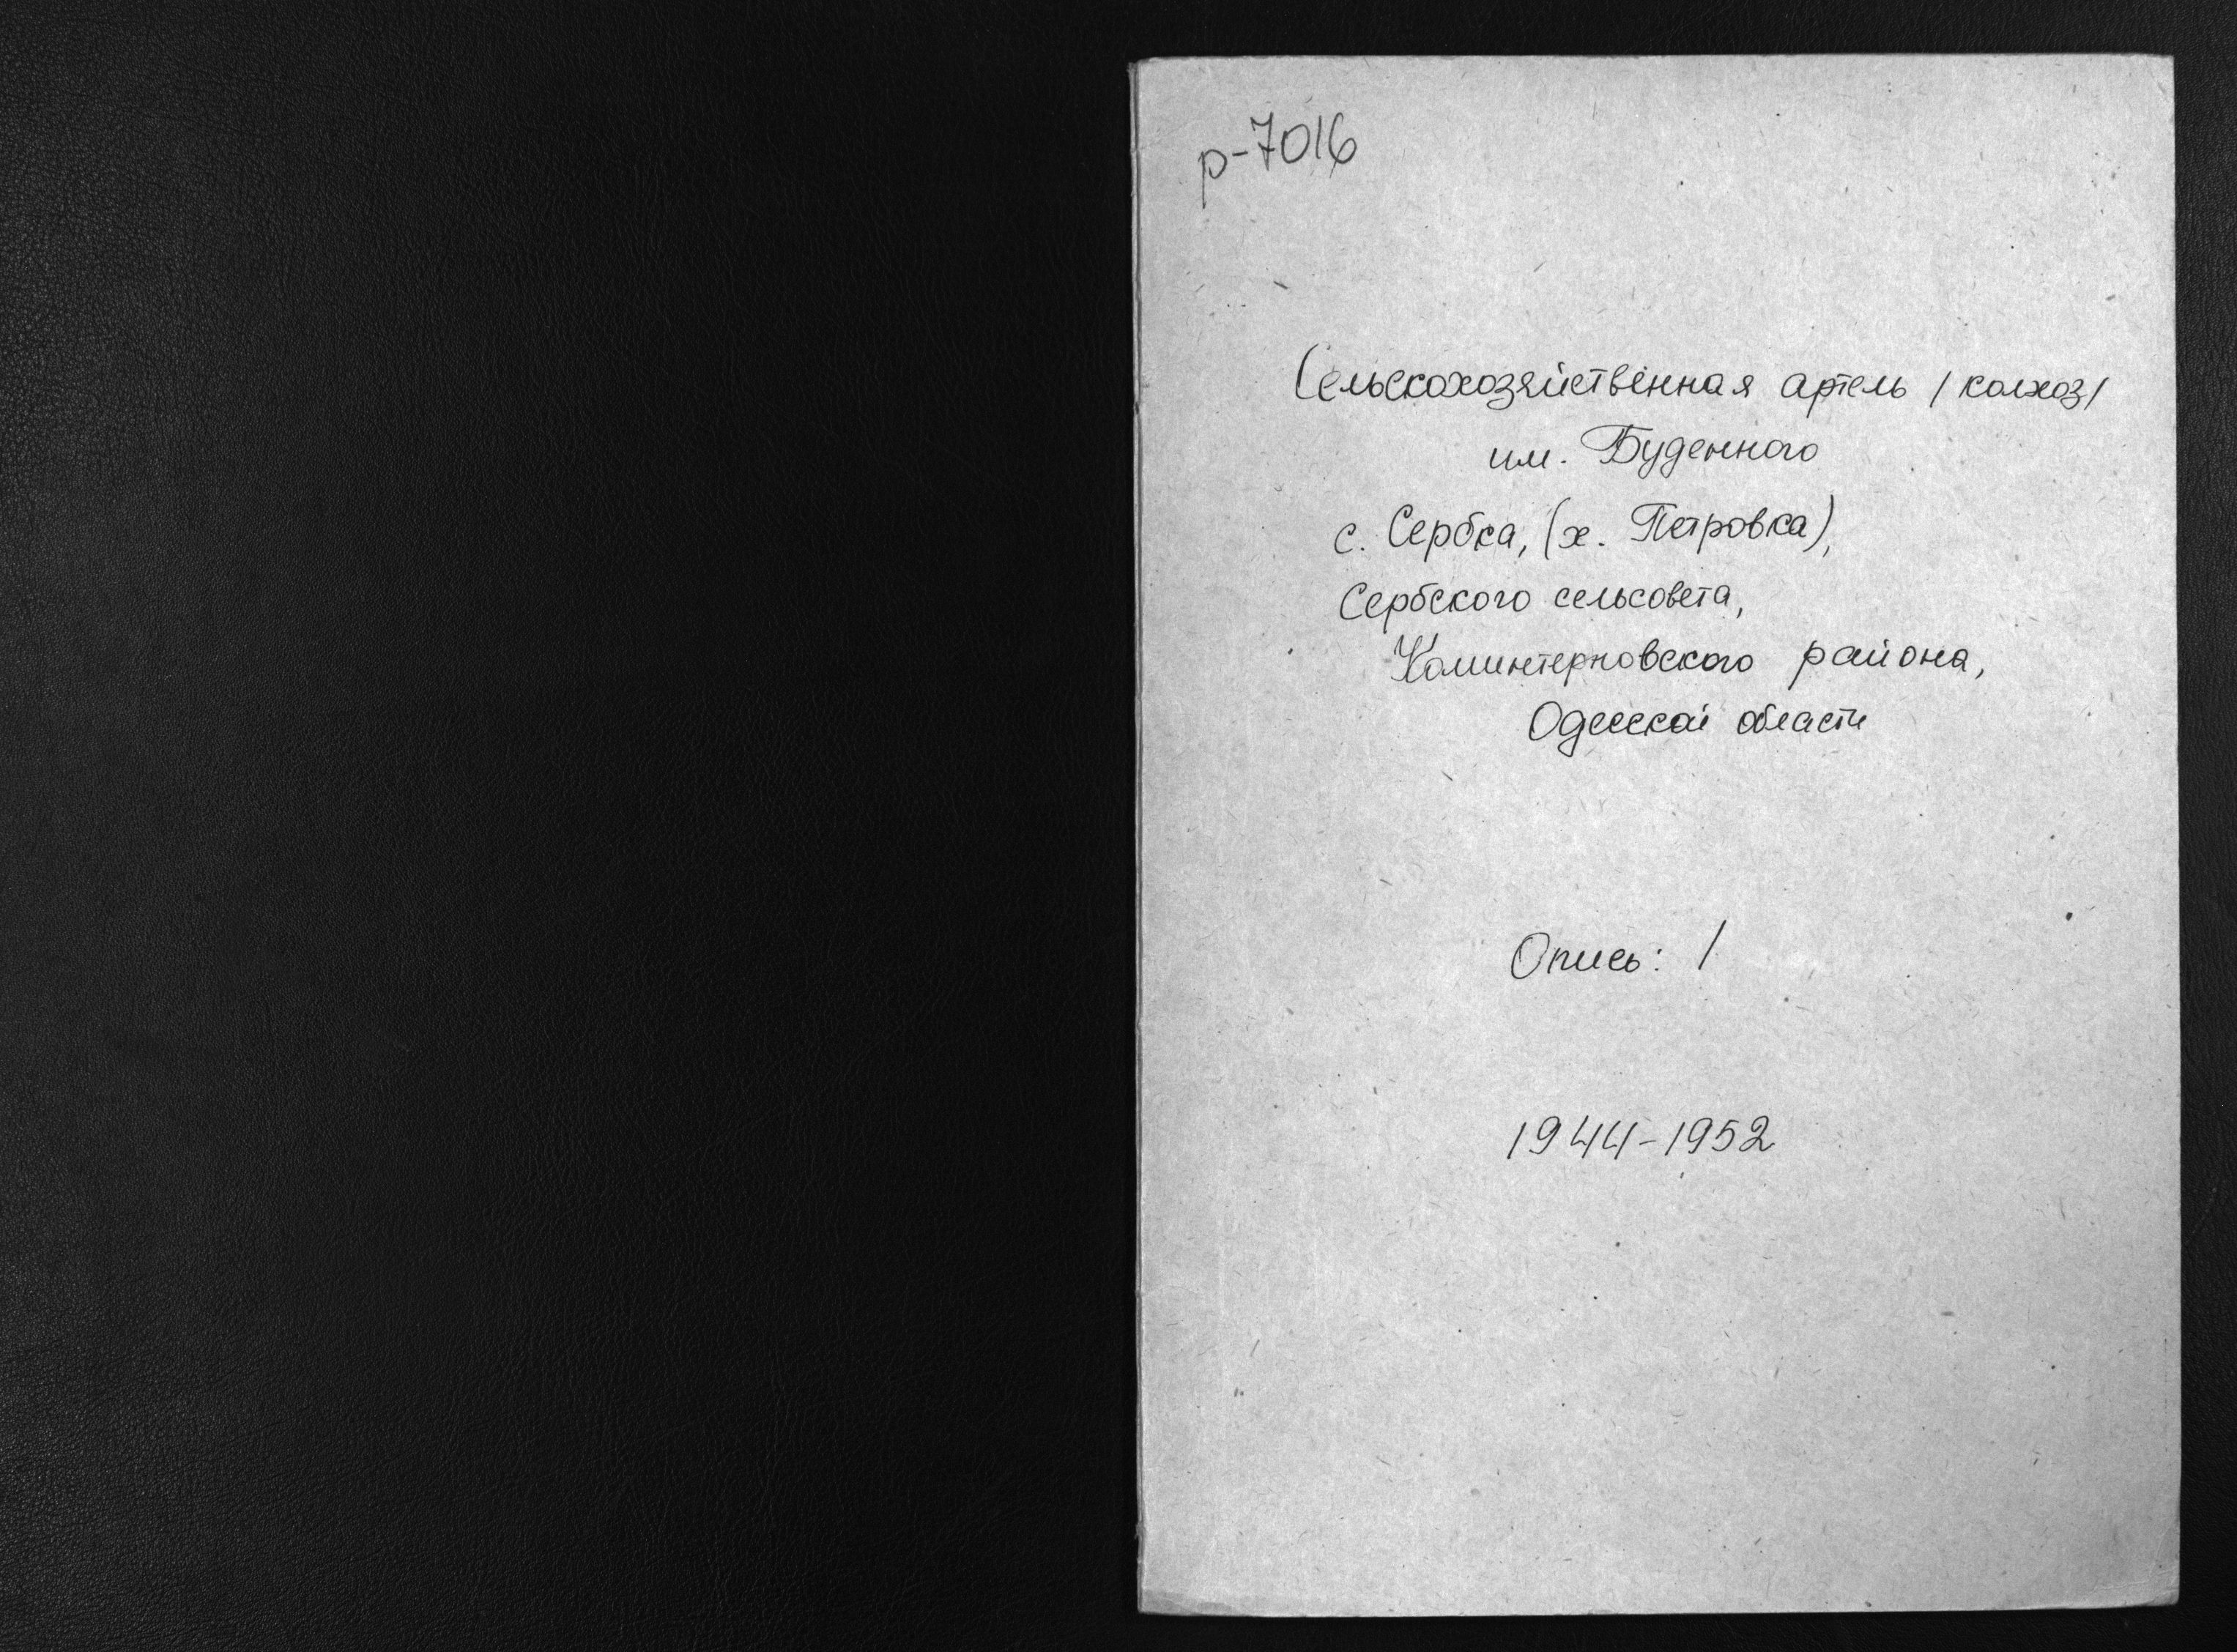 р-7016
Сельскохозяйственная артель /колхоз/
им. Буденного
с. Сербка, (х. Петровка),
Сербского сельсовета,
Коминтерновского района,
Одесской области
Опись: 1
1944-1952